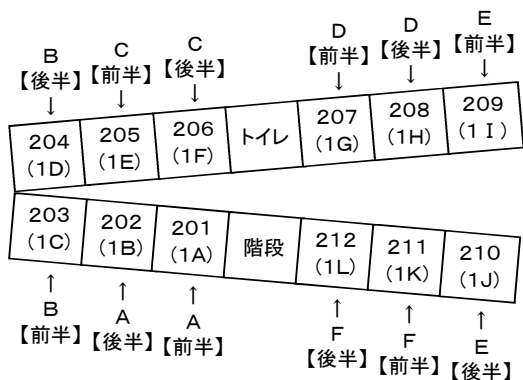 B
【後半】
C
【前半】
C
【後半】
D
【前半】
D
【後半】
E
【前半】
↓ ↓ ↓ ↓ ↓ ↓
204
(1D)
205
(1E)
206
(1F)
トイレ
207
(1G)
208
(1H)
209
(1I)
203
(1C)
202
(1B)
201
(1A)
階段
212
(1L)
211
(1K)
210
(1J)
↑ ↑ ↑ ↑ ↑ ↑
B
【前半】
A
【後半】
A
【前半】
F
【後半】
F
【前半】
E
【後半】